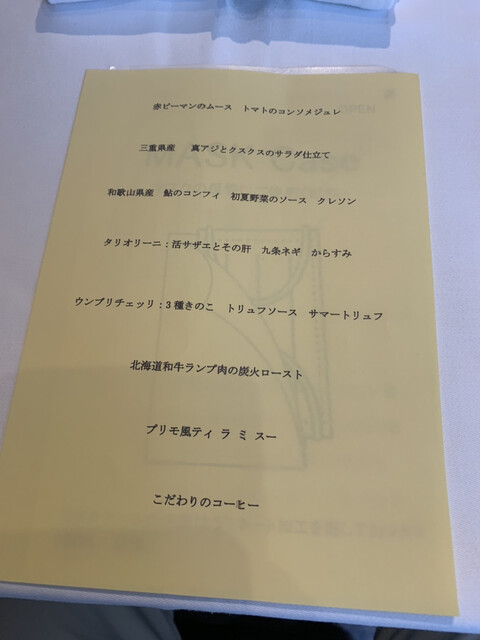 赤ピーマンのムース　トマトのコンソメジュレ
三重県産　真アジとクスクスのサラダ仕立て
和歌山県産　鮎のコンフィ　初夏野菜のソース　クレソン
タリオリーニ：活サザエとその肝　九条ネギ　からすみ
ウンブリチェッリ：3種きのこ　トリュフソース　サマートリュフ
北海道和牛ランプ肉の炭火ロースト
プリモ風ティ ラ ミ スー
こだわりのコーヒー